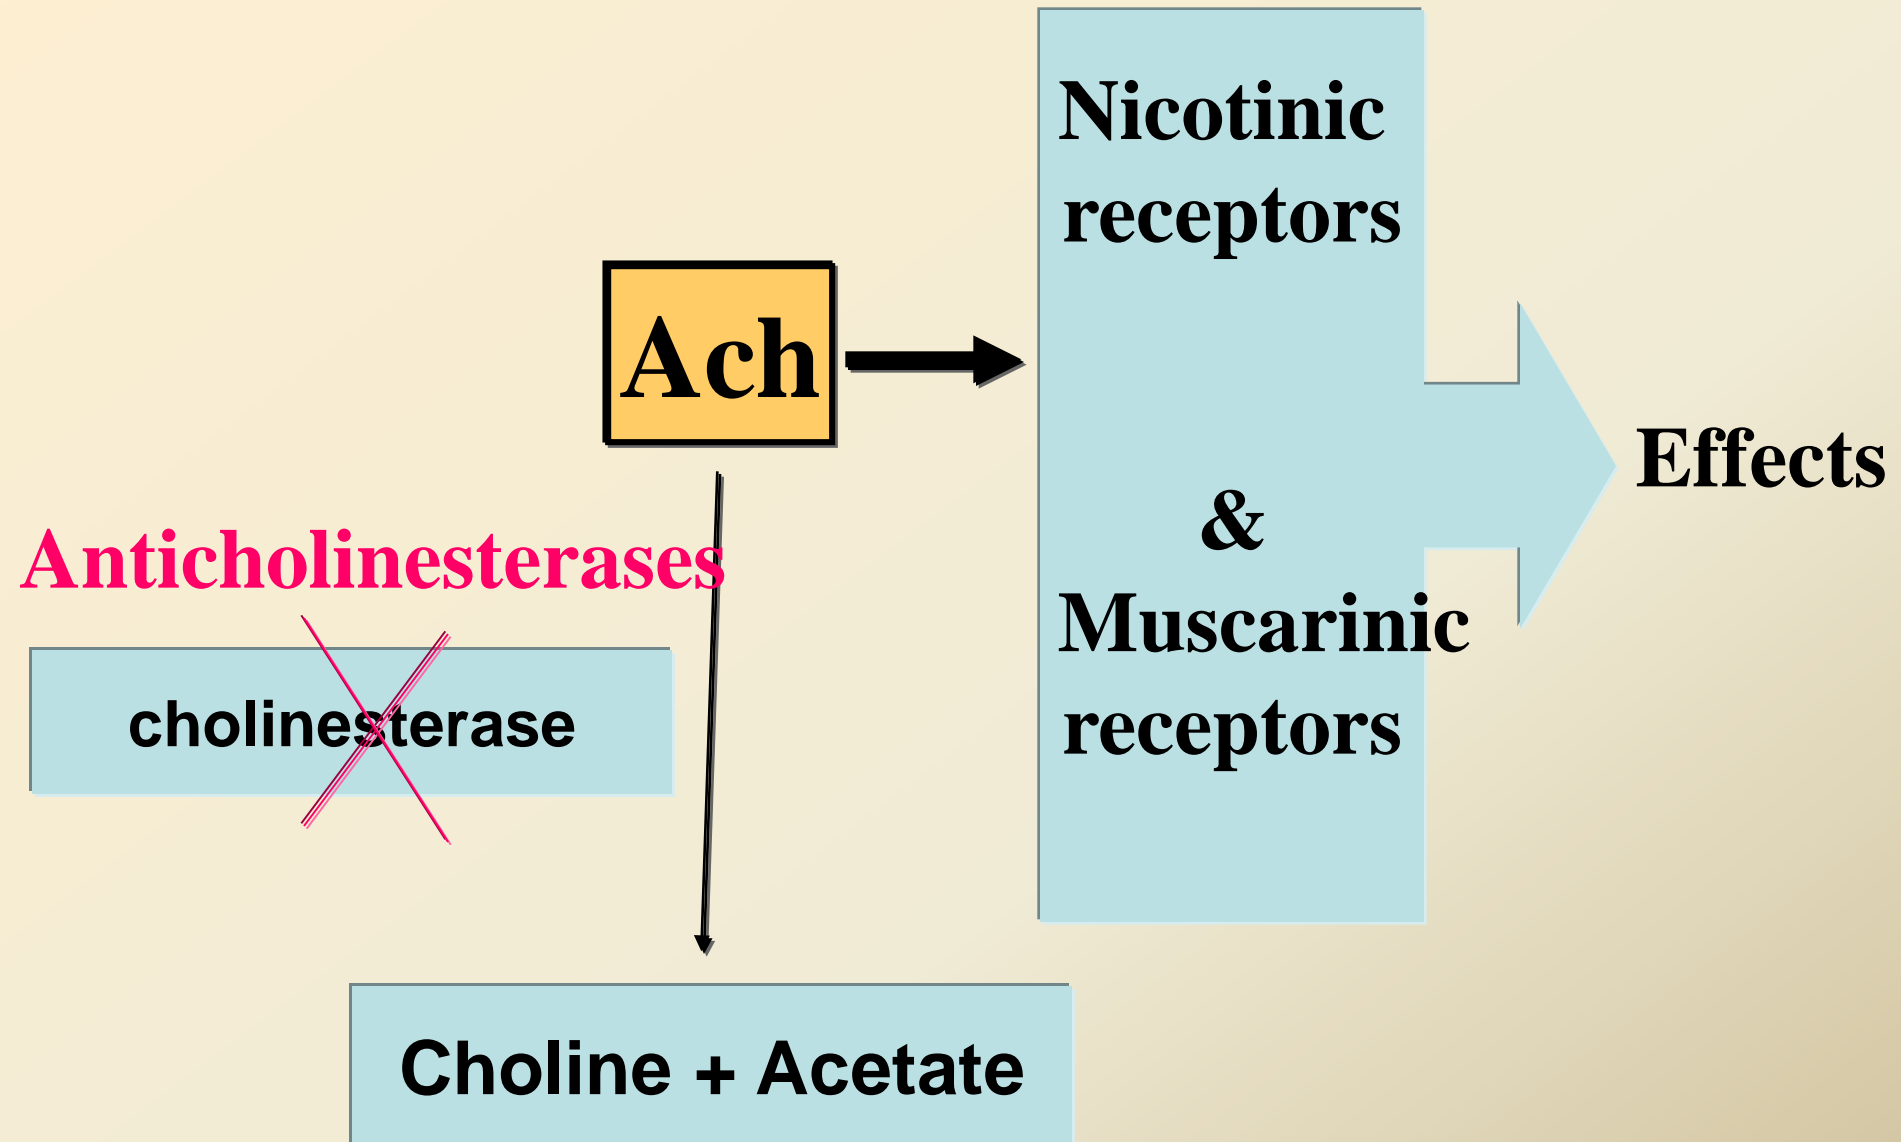 Nicotinic
receptors
&
Muscarinic
receptors
Ach
Effects
Anticholinesterases
cholinesterase
Choline + Acetate